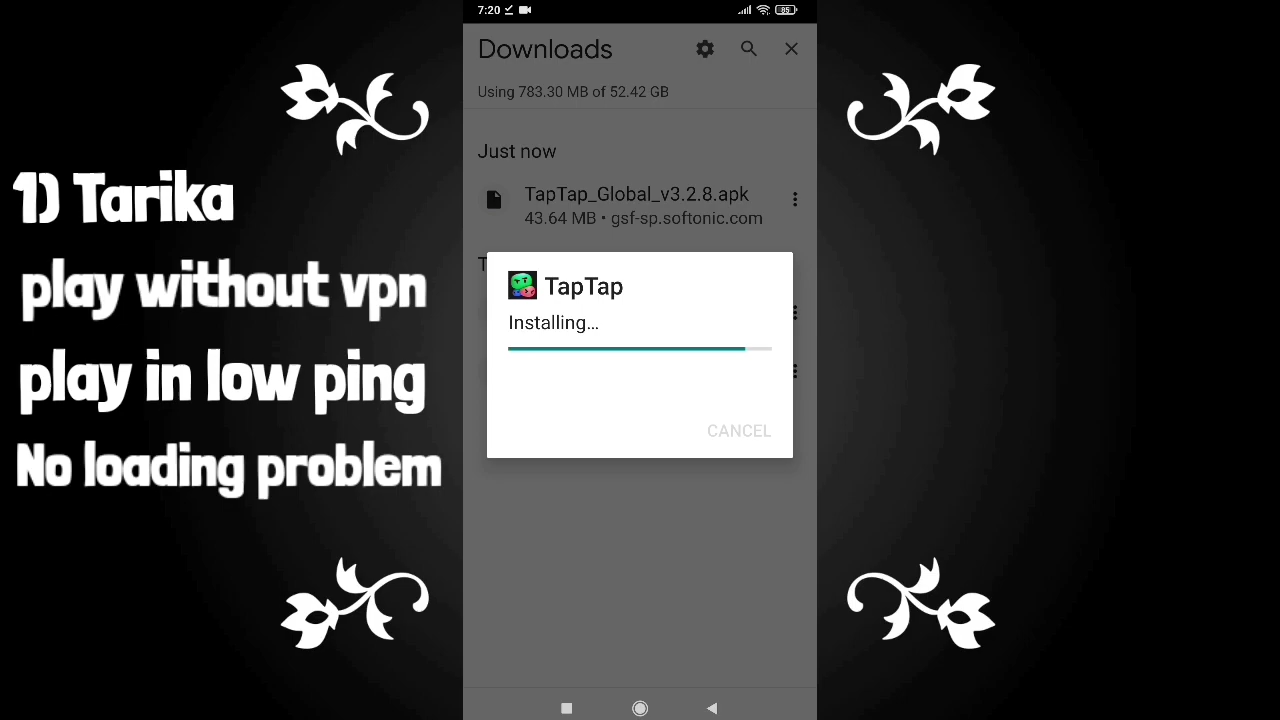 7:20
85
Downloads
Using 783.30 MB of 52.42 GB
Just now
TapTap_Global_v3.2.8.apk
43.64 MB • gsf-sp.softonic.com
TapTap
Installing...
CANCEL
1) Tarika
play without vpn
play in low ping
No loading problem